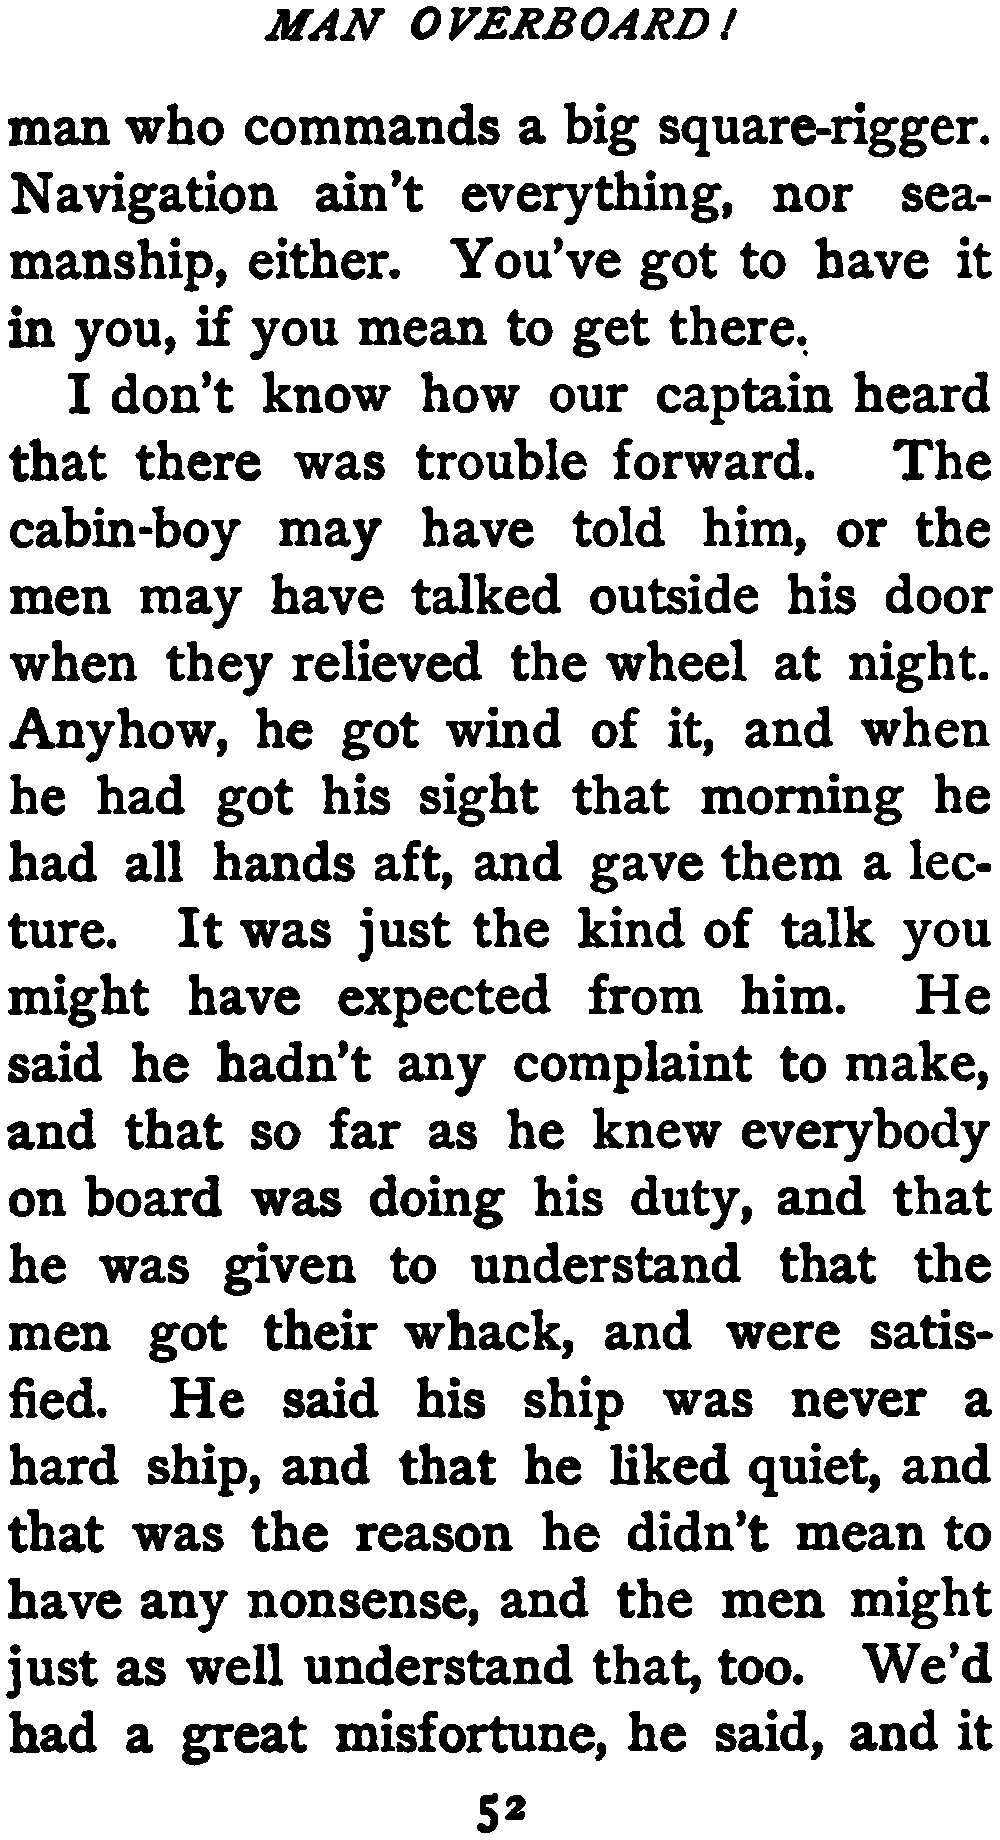 MAN OVERBOARD!
man who commands a big square-rigger.
Navigation ain't everything, nor sea-
manship, either. You've got to have it
in you, if you mean to get there.
I don't know how our captain heard
that there was trouble forward. The
cabin-boy may have told him, or the
men may have talked outside his door
when they relieved the wheel at night.
Anyhow, he got wind of it, and when
he had got his sight that morning he
had all hands aft, and gave them a lec-
ture. It was just the kind of talk you
might have expected from him. He
said he hadn't any complaint to make,
and that so far as he knew everybody
on board was doing his duty, and that
he was given to understand that the
men got their whack, and were satis-
fied. He said his ship was never a
hard ship, and that he liked quiet, and
that was the reason he didn't mean to
have any nonsense, and the men might
just as well understand that, too. We'd
had a great misfortune, he said, and it
52